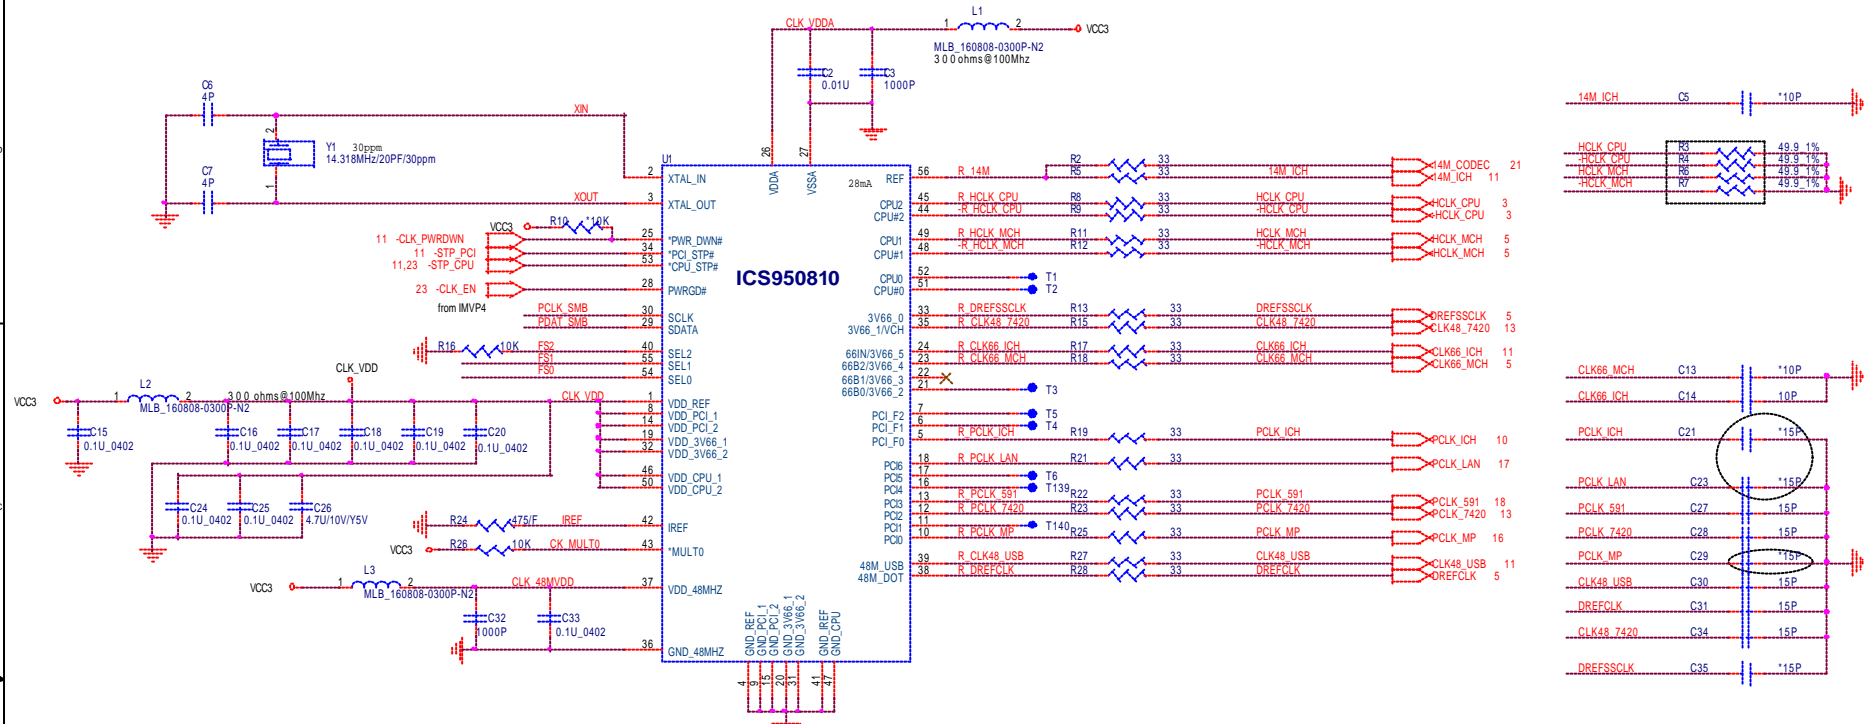 L1
CLK_VDDA 1 2 VCC3
MLB_160808-0300P-N2
300ohms@100Mhz
C2
0.01U
C3
1000P
C6
4P
XIN
2
Y1 30ppm
14.318MHz/20PF/30ppm
1
C7
4P
XOUT
14M_ICH C5 *10P
HCLK_CPU R3 49.9_1%
-HCLK_CPU R4 49.9_1%
HCLK_MCH R6 49.9_1%
-HCLK_MCH R7 49.9_1%
U1
26 27
VDDA VSSA
28mA
ICS950810
2 XTAL_IN
3 XTAL_OUT
VCC3 R10 *10K
11 -CLK_PWRDWN 25 *PWR_DWN#
11 -STP_PCI 34 *PCI_STP#
11,23 -STP_CPU 53 *CPU_STP#
23 -CLK_EN 28 PWRGD#
from IMVP4
PCLK_SMB 30 SCLK
PDAT_SMB 29 SDATA
R16 10K FS2 40 SEL2
FS1 55 SEL1
FS0 54 SEL0
CLK_VDD
L2
VCC3 1 2 300ohms@100Mhz
MLB_160808-0300P-N2
CLK_VDD 1 VDD_REF
8 VDD_PCI_1
14 VDD_PCI_2
19 VDD_3V66_1
32 VDD_3V66_2
46 VDD_CPU_1
50 VDD_CPU_2
C15
0.1U_0402
C16
0.1U_0402
C17
0.1U_0402
C18
0.1U_0402
C19
0.1U_0402
C20
0.1U_0402
C24
0.1U_0402
C25
0.1U_0402
C26
4.7U/10V/Y5V
R24 475/F IREF 42 IREF
VCC3 R26 10K CK_MULT0 43 *MULT0
L3
VCC3 1 2 CLK_48MVDD 37 VDD_48MHZ
MLB_160808-0300P-N2
C32
1000P
C33
0.1U_0402
36 GND_48MHZ
GND_REF
GND_PCI_1
GND_PCI_2
GND_3V66_1
GND_3V66_2
GND_IREF
GND_CPU
4 9 15 20 31 41 47
REF 56 R_14M R2 33 14M_CODEC 21
R5 33 14M_ICH 14M_ICH 11
CPU2 45 R_HCLK_CPU R8 33 HCLK_CPU HCLK_CPU 3
CPU#2 44 -R_HCLK_CPU R9 33 -HCLK_CPU -HCLK_CPU 3
CPU1 49 R_HCLK_MCH R11 33 HCLK_MCH HCLK_MCH 5
CPU#1 48 -R_HCLK_MCH R12 33 -HCLK_MCH -HCLK_MCH 5
CPU0 52 T1
CPU#0 51 T2
3V66_0 33 R_DREFSSCLK R13 33 DREFSSCLK DREFSSCLK 5
3V66_1/VCH 35 R_CLK48_7420 R15 33 CLK48_7420 CLK48_7420 13
66IN/3V66_5 24 R_CLK66_ICH R17 33 CLK66_ICH CLK66_ICH 11
66B2/3V66_4 23 R_CLK66_MCH R18 33 CLK66_MCH CLK66_MCH 5
66B1/3V66_3 22
66B0/3V66_2 21 T3
PCI_F2 7 T5
PCI_F1 6 T4
PCI_F0 5 R_PCLK_ICH R19 33 PCLK_ICH PCLK_ICH 10
PCI6 18 R_PCLK_LAN R21 33 PCLK_LAN 17
PCI5 17 T6
PCI4 16 T139
PCI3 13 R_PCLK_591 R22 33 PCLK_591 PCLK_591 18
PCI2 12 R_PCLK_7420 R23 33 PCLK_7420 PCLK_7420 13
PCI1 11 T140
PCI0 10 R_PCLK_MP R25 33 PCLK_MP PCLK_MP 16
48M_USB 39 R_CLK48_USB R27 33 CLK48_USB CLK48_USB 11
48M_DOT 38 R_DREFCLK R28 33 DREFCLK DREFCLK 5
CLK66_MCH C13 *10P
CLK66_ICH C14 10P
PCLK_ICH C21 *15P
PCLK_LAN C23 *15P
PCLK_591 C27 15P
PCLK_7420 C28 15P
PCLK_MP C29 *15P
CLK48_USB C30 15P
DREFCLK C31 15P
CLK48_7420 C34 15P
DREFSSCLK C35 *15P